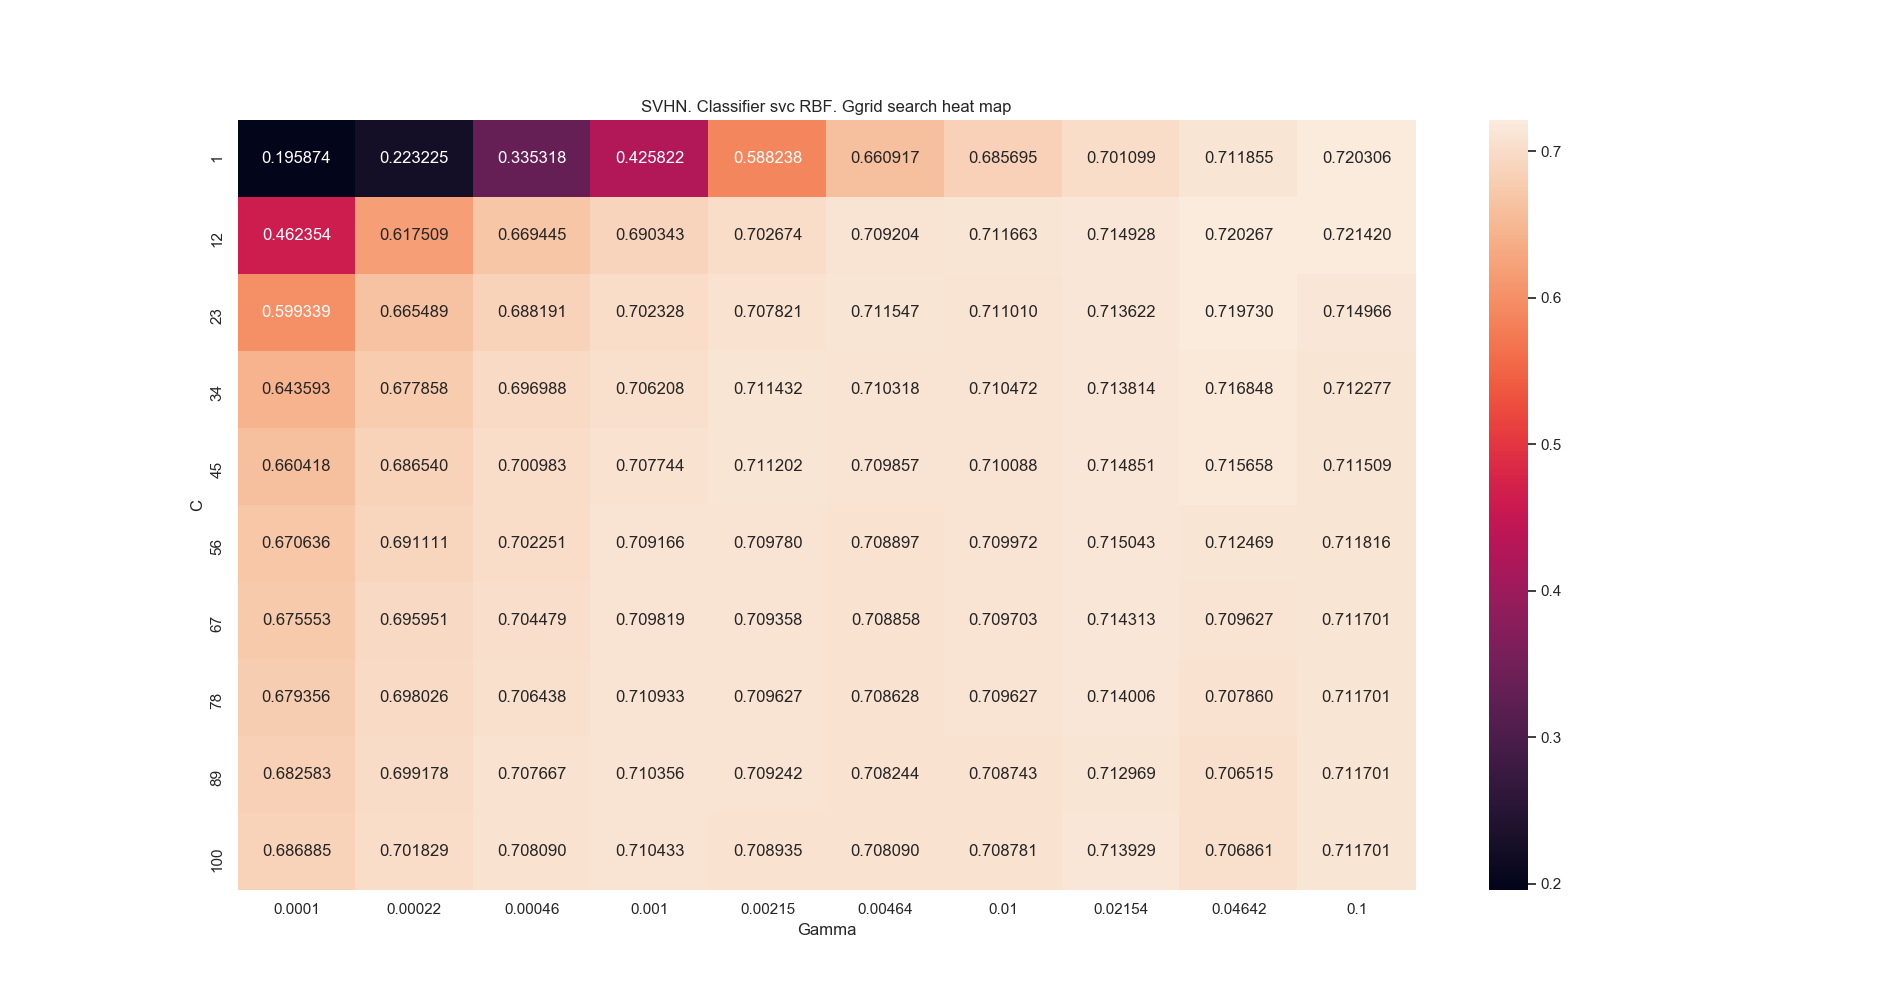 SVHN. Classifier svc RBF. Ggrid search heat map
1 0.195874 0.223225 0.335318 0.425822 0.588238 0.660917 0.685695 0.701099 0.711855 0.720306
12 0.462354 0.617509 0.669445 0.690343 0.702674 0.709204 0.711663 0.714928 0.720267 0.721420
23 0.599339 0.665489 0.688191 0.702328 0.707821 0.711547 0.711010 0.713622 0.719730 0.714966
34 0.643593 0.677858 0.696988 0.706208 0.711432 0.710318 0.710472 0.713814 0.716848 0.712277
45 0.660418 0.686540 0.700983 0.707744 0.711202 0.709857 0.710088 0.714851 0.715658 0.711509
C
56 0.670636 0.691111 0.702251 0.709166 0.709780 0.708897 0.709972 0.715043 0.712469 0.711816
67 0.675553 0.695951 0.704479 0.709819 0.709358 0.708858 0.709703 0.714313 0.709627 0.711701
78 0.679356 0.698026 0.706438 0.710933 0.709627 0.708628 0.709627 0.714006 0.707860 0.711701
89 0.682583 0.699178 0.707667 0.710356 0.709242 0.708244 0.708743 0.712969 0.706515 0.711701
100 0.686885 0.701829 0.708090 0.710433 0.708935 0.708090 0.708781 0.713929 0.706861 0.711701
0.0001 0.00022 0.00046 0.001 0.00215 0.00464 0.01 0.02154 0.04642 0.1
Gamma
0.7
0.6
0.5
0.4
0.3
0.2